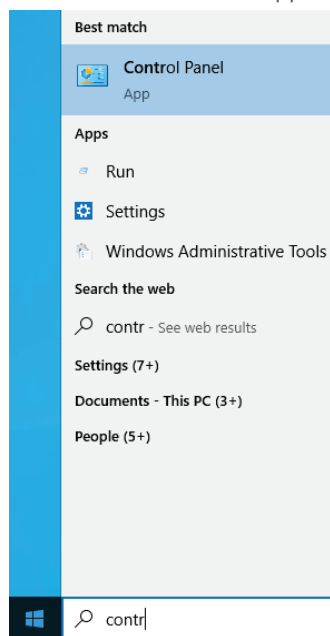 Best match
Control Panel
App
Apps
Run
Settings
Windows Administrative Tools
Search the web
contr - See web results
Settings (7+)
Documents - This PC (3+)
People (5+)
contr